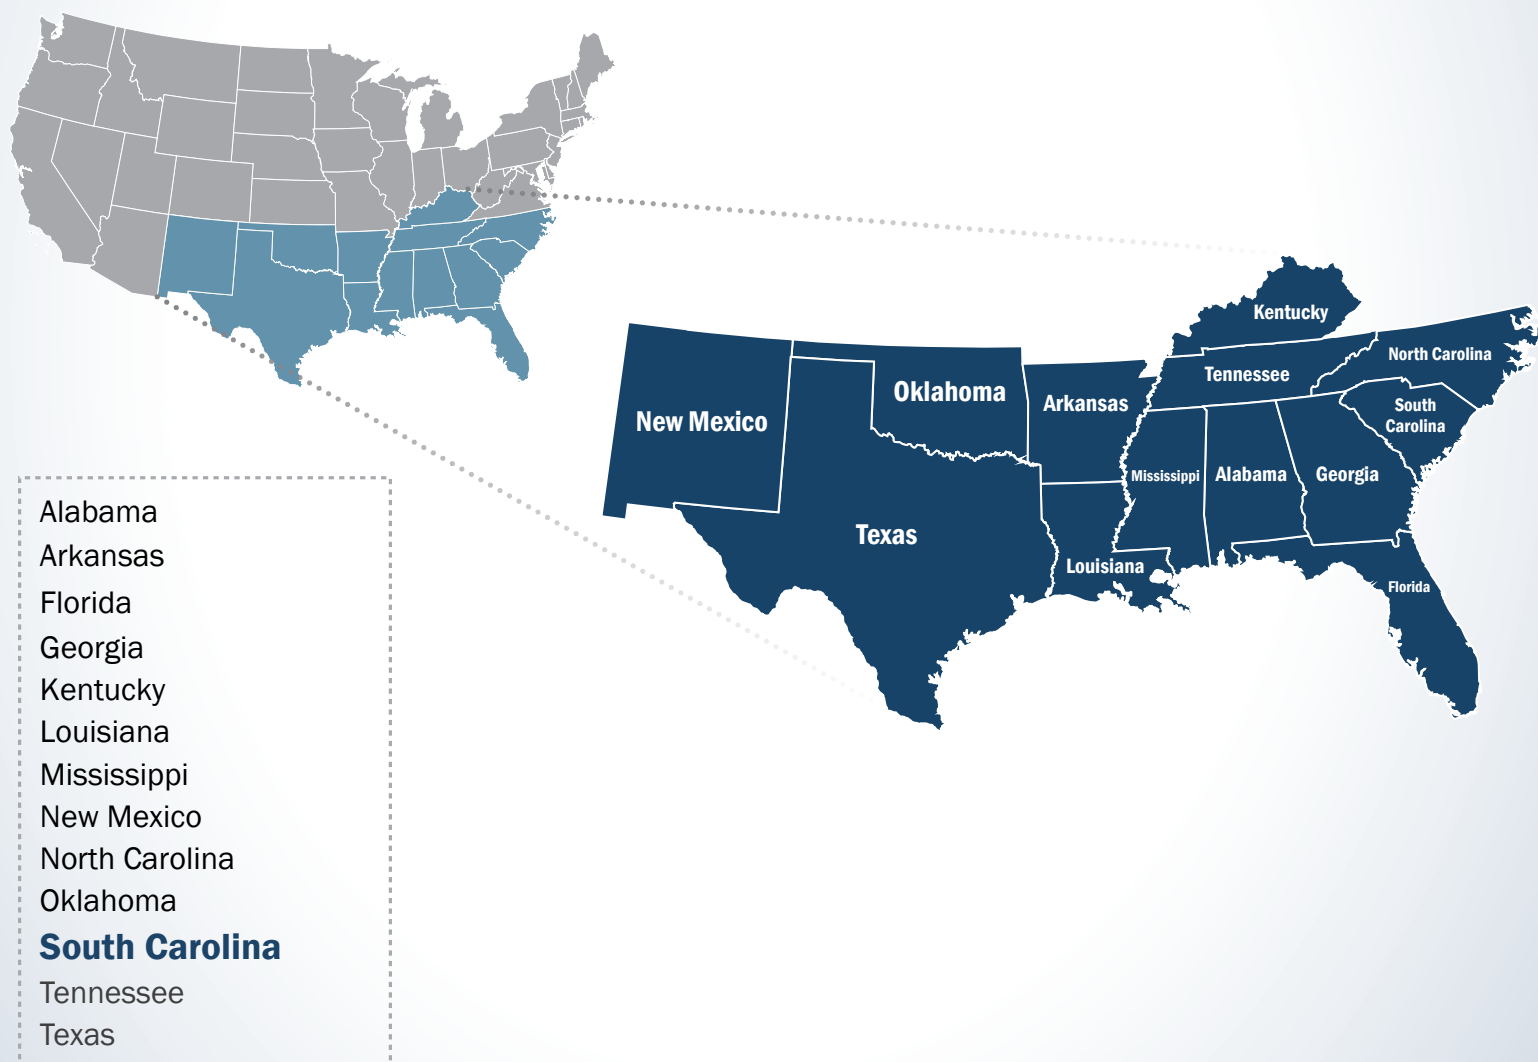 Kentucky
North Carolina
Tennessee
Oklahoma
Arkansas
South
Carolina
New Mexico
Mississippi
Alabama
Georgia
Texas
Louisiana
Florida
Alabama
Arkansas
Florida
Georgia
Kentucky
Louisiana
Mississippi
New Mexico
North Carolina
Oklahoma
South Carolina
Tennessee
Texas